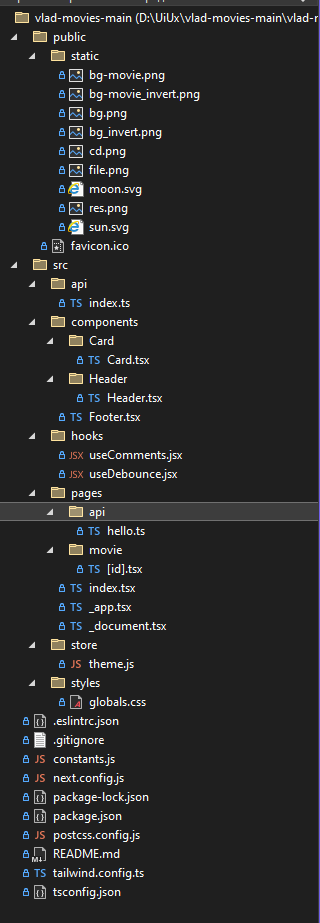 vlad-movies-main (D:\UiUx\vlad-movies-main\vlad-r
public
static
bg-movie.png
bg-movie_invert.png
bg.png
bg_invert.png
cd.png
file.png
moon.svg
res.png
sun.svg
favicon.ico
src
api
TS index.ts
components
Card
TS Card.tsx
Header
TS Header.tsx
TS Footer.tsx
hooks
JSX useComments.jsx
JSX useDebounce.jsx
pages
api
TS hello.ts
movie
TS [id].tsx
TS index.tsx
TS _app.tsx
TS _document.tsx
store
JS theme.js
styles
globals.css
.eslintrc.json
.gitignore
JS constants.js
JS next.config.js
package-lock.json
package.json
JS postcss.config.js
M README.md
TS tailwind.config.ts
tsconfig.json